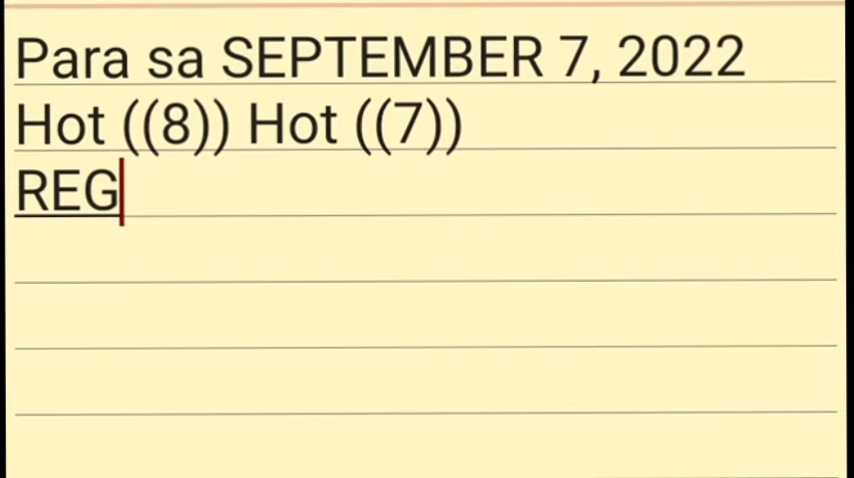 Para sa SEPTEMBER 7, 2022
Hot ((8)) Hot ((7))
REG